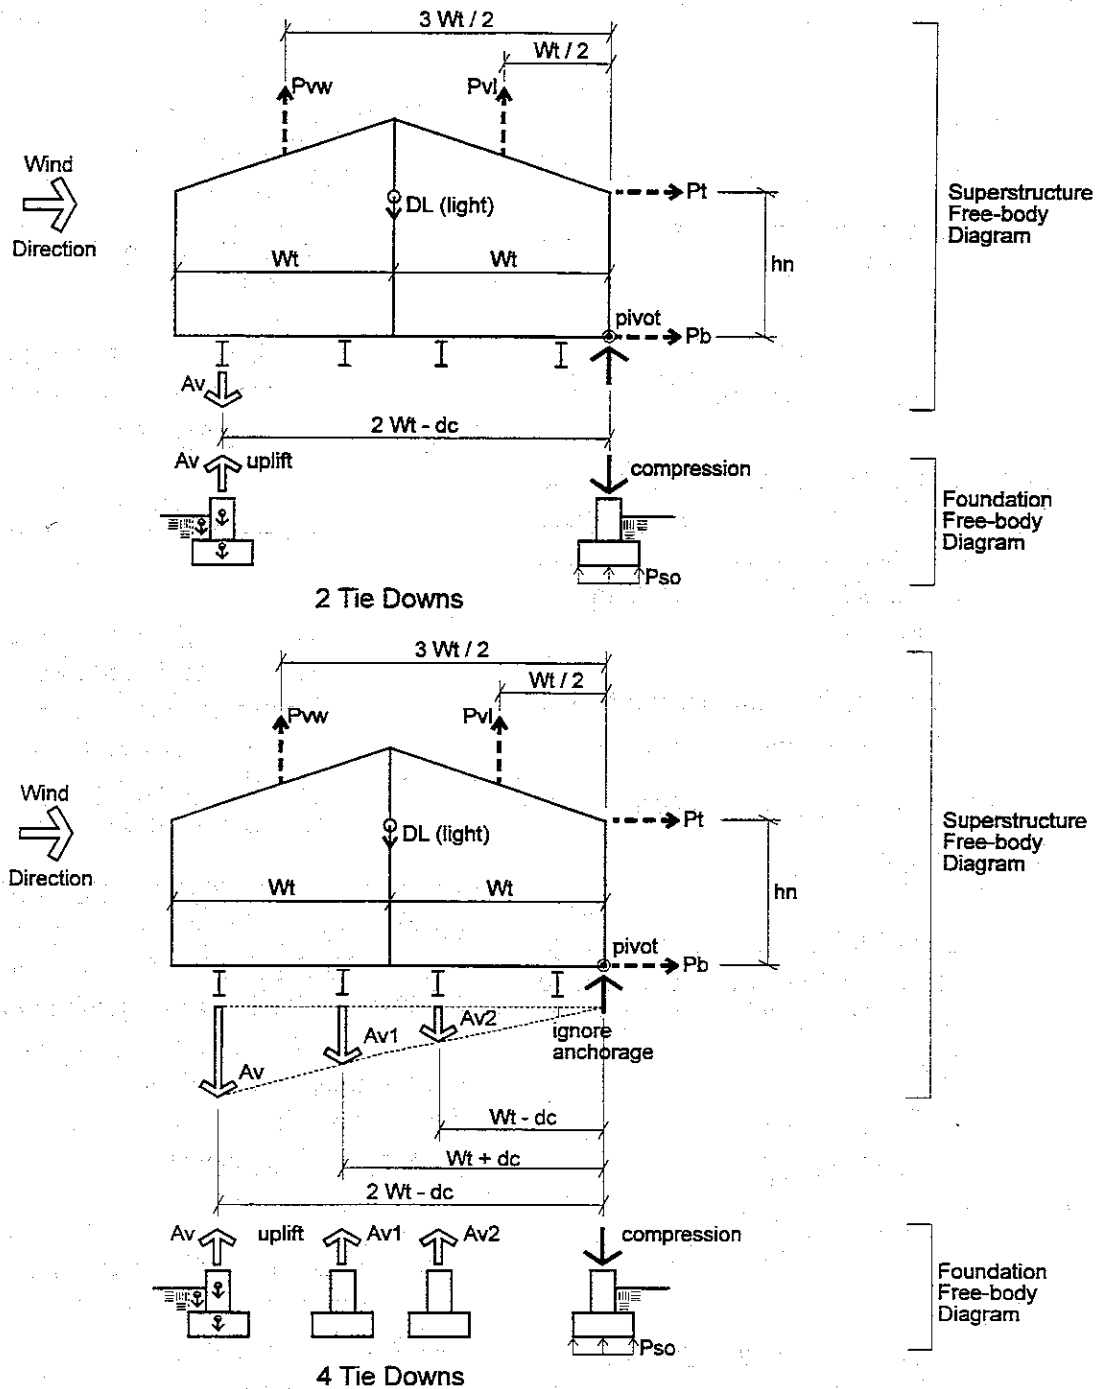 3 Wt / 2
Wt / 2
Pvw
Pvl
Wind
Direction
DL (light)
Pt
Wt
Wt
hn
pivot
Pb
Av
2 Wt - dc
Av
uplift
compression
Pso
Superstructure
Free-body
Diagram
Foundation
Free-body
Diagram
2 Tie Downs
3 Wt / 2
Wt / 2
Pvw
Pvl
Wind
Direction
DL (light)
Pt
Wt
Wt
hn
pivot
Pb
Av
Av1
Av2
ignore
anchorage
Wt - dc
Wt + dc
2 Wt - dc
Av
uplift
Av1
Av2
compression
Pso
Superstructure
Free-body
Diagram
Foundation
Free-body
Diagram
4 Tie Downs